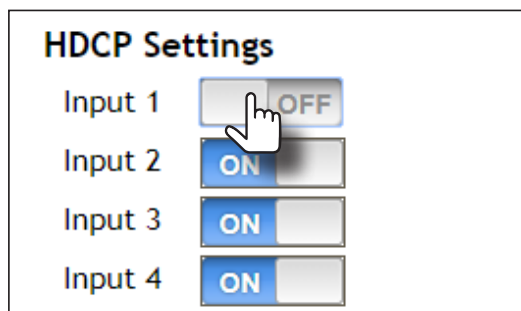 HDCP Settings
Input 1 OFF
Input 2 ON
Input 3 ON
Input 4 ON